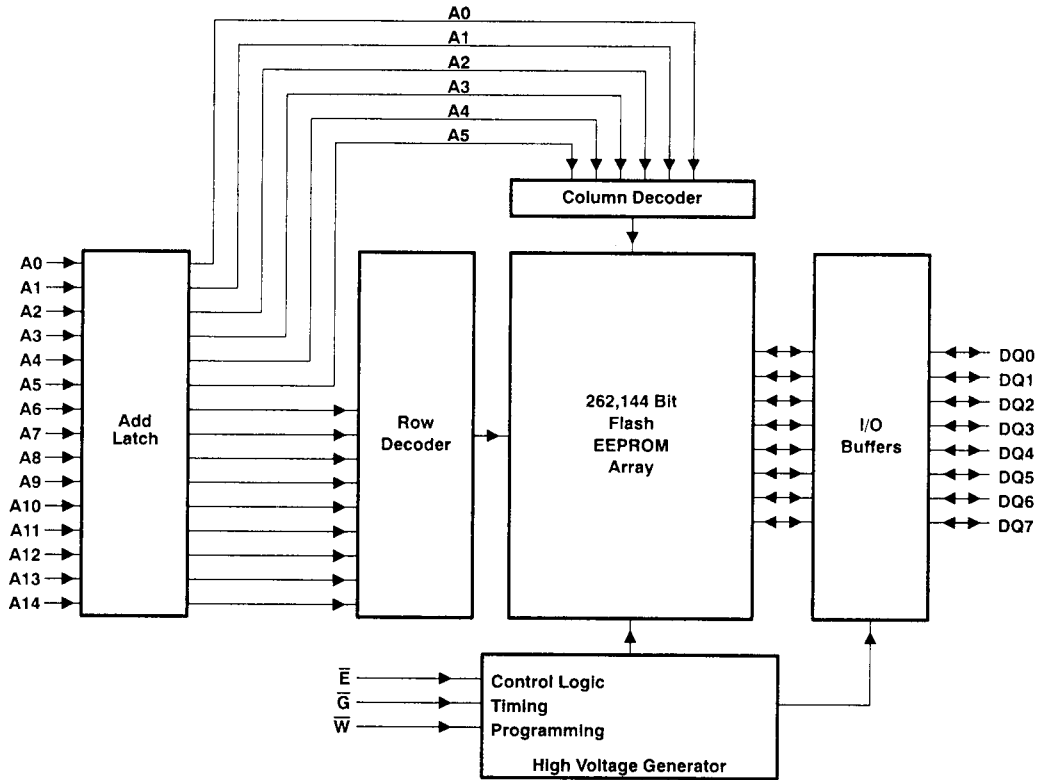 A0
A1
A2
A3
A4
A5
Column Decoder
A0
A1
A2
A3
A4
A5
A6
A7
A8
A9
A10
A11
A12
A13
A14
Add
Latch
Row
Decoder
262,144 Bit
Flash
EEPROM
Array
I/O
Buffers
DQ0
DQ1
DQ2
DQ3
DQ4
DQ5
DQ6
DQ7
E̅
G̅
W̅
Control Logic
Timing
Programming
High Voltage Generator